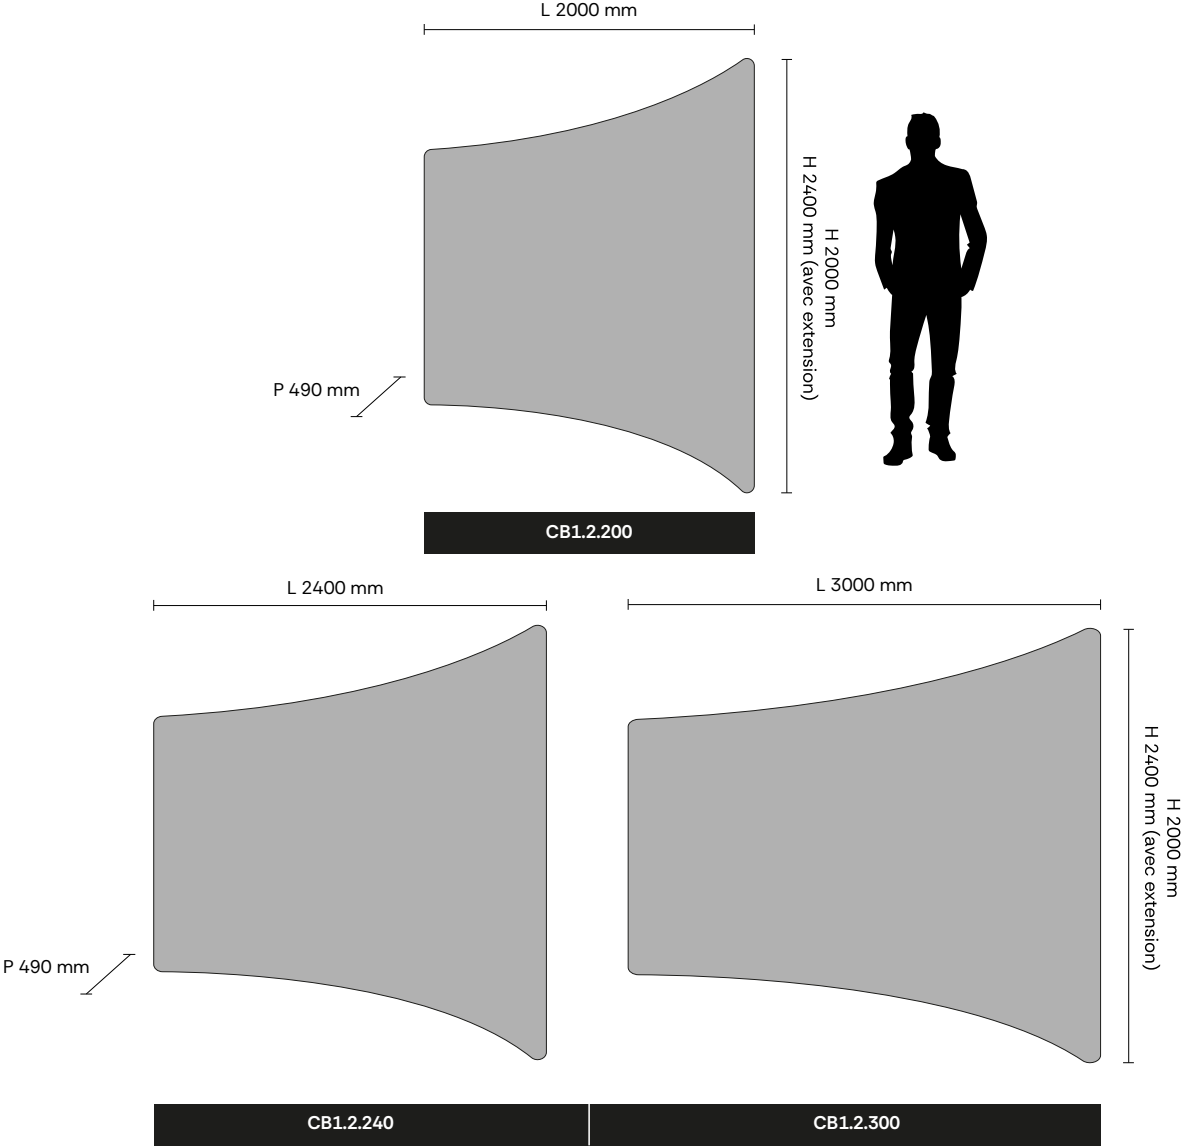 L 2000 mm
H 2000 mm
H 2400 mm (avec extension)
P 490 mm
CB1.2.200
L 2400 mm
L 3000 mm
H 2000 mm
H 2400 mm (avec extension)
P 490 mm
CB1.2.240
CB1.2.300